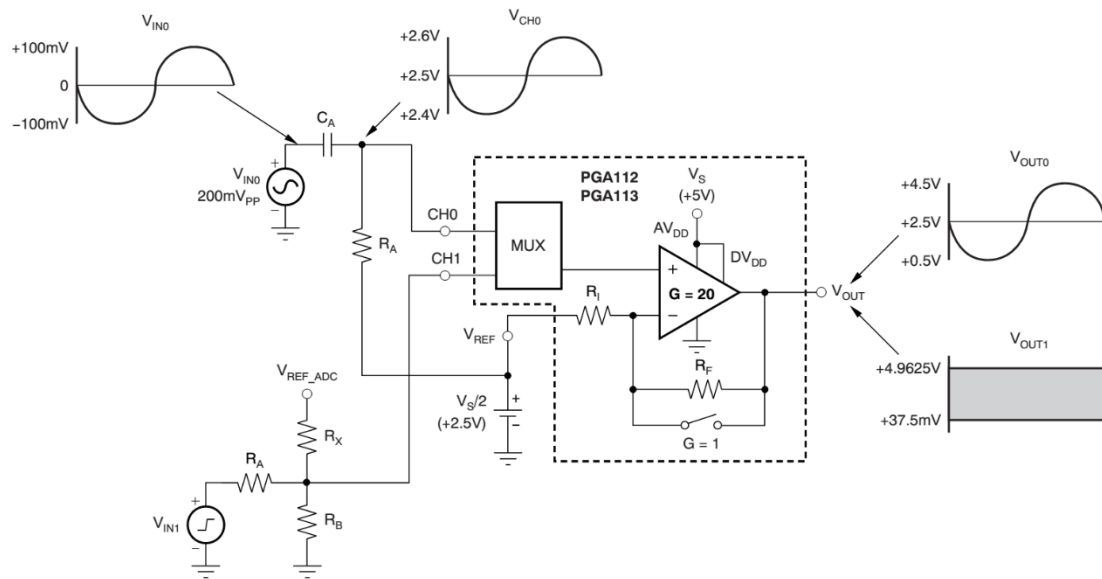 V_IN0
+100mV
0
−100mV
V_CH0
+2.6V
+2.5V
+2.4V
C_A
+
V_IN0
200mV_PP
−
R_A
CH0
CH1
MUX
PGA112
PGA113
V_S
(+5V)
AV_DD
DV_DD
+
G = 20
−
R_I
R_F
G = 1
V_REF
V_S/2
(+2.5V)
+
−
V_OUT
V_OUT0
+4.5V
+2.5V
+0.5V
V_OUT1
+4.9625V
+37.5mV
V_REF_ADC
R_X
R_A
R_B
+
V_IN1
−